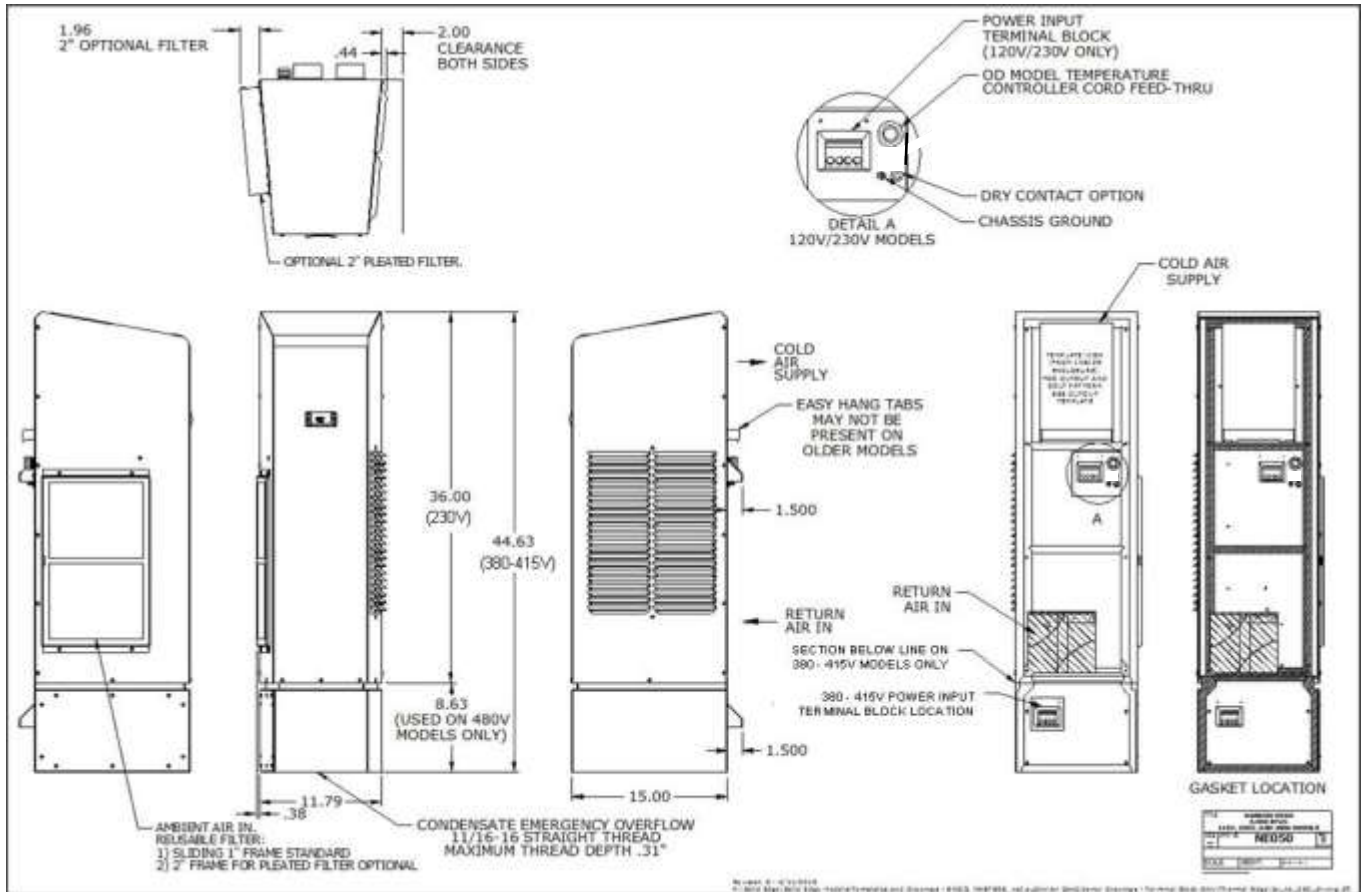 1.96
2" OPTIONAL FILTER
.44
2.00
CLEARANCE
BOTH SIDES
OPTIONAL 2" PLEATED FILTER.
POWER INPUT
TERMINAL BLOCK
(120V/230V ONLY)
OD MODEL TEMPERATURE
CONTROLLER CORD FEED-THRU
DRY CONTACT OPTION
CHASSIS GROUND
DETAIL A
120V/230V MODELS
COLD AIR
SUPPLY
COLD
AIR
SUPPLY
EASY HANG TABS
MAY NOT BE
PRESENT ON
OLDER MODELS
36.00
(230V)
44.63
(380-415V)
1.500
A
RETURN
AIR IN
RETURN
AIR IN
SECTION BELOW LINE ON
380- 415V MODELS ONLY
380 - 415V POWER INPUT
TERMINAL BLOCK LOCATION
8.63
(USED ON 480V
MODELS ONLY)
1.500
11.79
.38
15.00
GASKET LOCATION
AMBIENT AIR IN.
REUSABLE FILTER:
1) SLIDING 1" FRAME STANDARD
2) 2" FRAME FOR PLEATED FILTER OPTIONAL
CONDENSATE EMERGENCY OVERFLOW
11/16-16 STRAIGHT THREAD
MAXIMUM THREAD DEPTH .31"
NE050